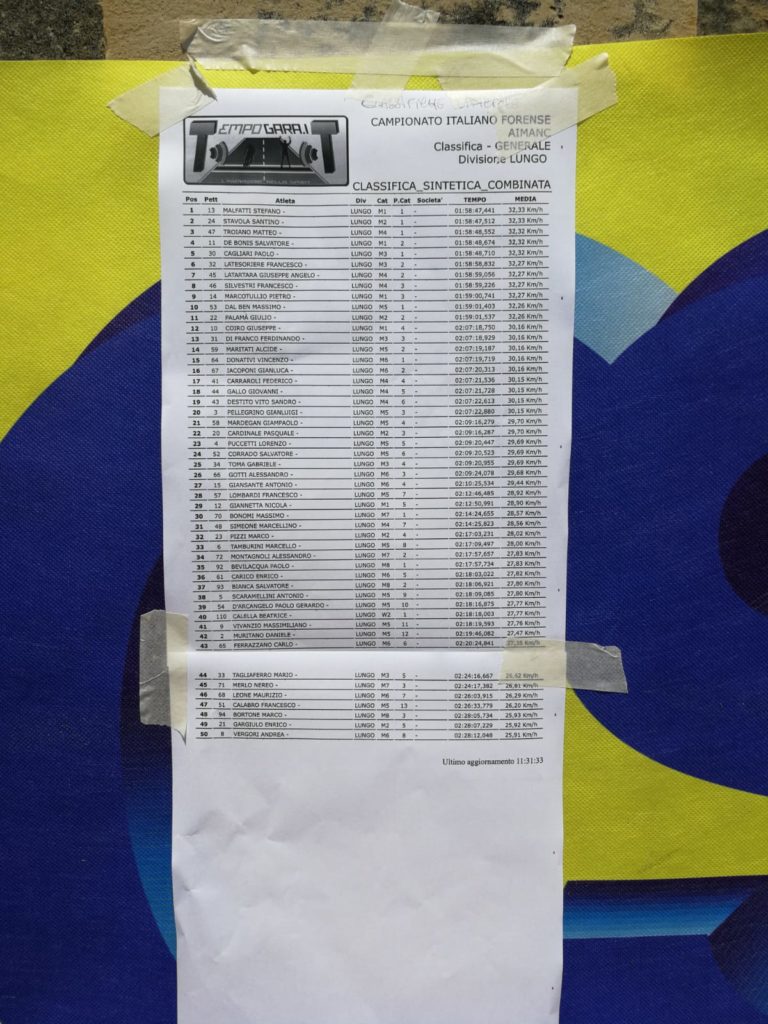 TEMPOGARA.IT
CAMPIONATO ITALIANO FORENSE
AIMANC
Classifica - GENERALE
Divisione LUNGO
CLASSIFICA_SINTETICA_COMBINATA
Pos Pett Atleta Div Cat P.Cat Societa' TEMPO MEDIA
1 13 MALFATTI STEFANO - LUNGO M1 1 - 01:58:47,441 32,33 Km/h
2 24 STAVOLA SANTINO - LUNGO M2 1 - 01:58:47,512 32,33 Km/h
3 47 TROIANO MATTEO - LUNGO M4 1 - 01:58:48,552 32,32 Km/h
4 11 DE BONIS SALVATORE - LUNGO M1 2 - 01:58:48,674 32,32 Km/h
5 30 CAGLIARI PAOLO - LUNGO M3 1 - 01:58:48,710 32,32 Km/h
6 32 LATESORIERE FRANCESCO - LUNGO M3 2 - 01:58:58,832 32,27 Km/h
7 45 LATARTARA GIUSEPPE ANGELO - LUNGO M4 2 - 01:58:59,056 32,27 Km/h
8 46 SILVESTRI FRANCESCO - LUNGO M4 3 - 01:58:59,226 32,27 Km/h
9 14 MARCOTULLIO PIETRO - LUNGO M1 3 - 01:59:00,741 32,27 Km/h
10 53 DAL BEN MASSIMO - LUNGO M5 1 - 01:59:01,403 32,26 Km/h
11 22 PALAMÀ GIULIO - LUNGO M2 2 - 01:59:01,537 32,26 Km/h
12 10 COIRO GIUSEPPE - LUNGO M1 4 - 02:07:18,750 30,16 Km/h
13 31 DI FRANCO FERDINANDO - LUNGO M3 3 - 02:07:18,929 30,16 Km/h
14 59 MARITATI ALCIDE - LUNGO M5 2 - 02:07:19,187 30,16 Km/h
15 64 DONATIVI VINCENZO - LUNGO M6 1 - 02:07:19,719 30,16 Km/h
16 67 IACOPONI GIANLUCA - LUNGO M6 2 - 02:07:20,313 30,16 Km/h
17 41 CARRAROLI FEDERICO - LUNGO M4 4 - 02:07:21,536 30,15 Km/h
18 44 GALLO GIOVANNI - LUNGO M4 5 - 02:07:21,728 30,15 Km/h
19 43 DESTITO VITO SANDRO - LUNGO M4 6 - 02:07:22,613 30,15 Km/h
20 3 PELLEGRINO GIANLUIGI - LUNGO M5 3 - 02:07:22,880 30,15 Km/h
21 58 MARDEGAN GIAMPAOLO - LUNGO M5 4 - 02:09:16,279 29,70 Km/h
22 20 CARDINALE PASQUALE - LUNGO M2 3 - 02:09:16,287 29,70 Km/h
23 4 PUCCETTI LORENZO - LUNGO M5 5 - 02:09:20,447 29,69 Km/h
24 52 CORRADO SALVATORE - LUNGO M5 6 - 02:09:20,523 29,69 Km/h
25 34 TOMA GABRIELE - LUNGO M3 4 - 02:09:20,955 29,69 Km/h
26 66 GOTTI ALESSANDRO - LUNGO M6 3 - 02:09:24,078 29,68 Km/h
27 15 GIANSANTE ANTONIO - LUNGO M6 4 - 02:10:25,534 29,44 Km/h
28 57 LOMBARDI FRANCESCO - LUNGO M5 7 - 02:12:46,485 28,92 Km/h
29 12 GIANNETTA NICOLA - LUNGO M1 5 - 02:12:50,991 28,90 Km/h
30 70 BONOMI MASSIMO - LUNGO M7 1 - 02:14:24,655 28,57 Km/h
31 48 SIMEONE MARCELLINO - LUNGO M4 7 - 02:14:25,823 28,56 Km/h
32 23 PIZZI MARCO - LUNGO M2 4 - 02:17:03,231 28,02 Km/h
33 6 TAMBURINI MARCELLO - LUNGO M5 8 - 02:17:09,497 28,00 Km/h
34 72 MONTAGNOLI ALESSANDRO - LUNGO M7 2 - 02:17:57,657 27,83 Km/h
35 92 BEVILACQUA PAOLO - LUNGO M8 1 - 02:17:57,734 27,83 Km/h
36 61 CARICO ENRICO - LUNGO M6 5 - 02:18:03,022 27,82 Km/h
37 93 BIANCA SALVATORE - LUNGO M8 2 - 02:18:06,921 27,80 Km/h
38 5 SCARAMELLINI ANTONIO - LUNGO M5 9 - 02:18:09,085 27,80 Km/h
39 54 D'ARCANGELO PAOLO GERARDO - LUNGO M5 10 - 02:18:16,875 27,77 Km/h
40 110 CALELLA BEATRICE - LUNGO W2 1 - 02:18:18,003 27,77 Km/h
41 9 VIVANZIO MASSIMILIANO - LUNGO M5 11 - 02:18:19,593 27,76 Km/h
42 2 MURITANO DANIELE - LUNGO M5 12 - 02:19:46,082 27,47 Km/h
43 65 FERRAZZANO CARLO - LUNGO M6 6 - 02:20:24,841 Km/h
44 33 TAGLIAFERRO MARIO - LUNGO M3 5 - 02:24:16,667 26,62 Km/h
45 71 MERLO NEREO - LUNGO M7 3 - 02:24:17,382 26,61 Km/h
46 68 LEONE MAURIZIO - LUNGO M6 7 - 02:26:03,915 26,29 Km/h
47 51 CALABRO FRANCESCO - LUNGO M5 13 - 02:26:33,779 26,20 Km/h
48 94 BORTONE MARCO - LUNGO M8 3 - 02:28:05,734 25,93 Km/h
49 21 GARGIULO ENRICO - LUNGO M2 5 - 02:28:07,229 25,92 Km/h
50 8 VERGORI ANDREA - LUNGO M6 8 - 02:28:12,048 25,91 Km/h
Ultimo aggiornamento 11:31:33